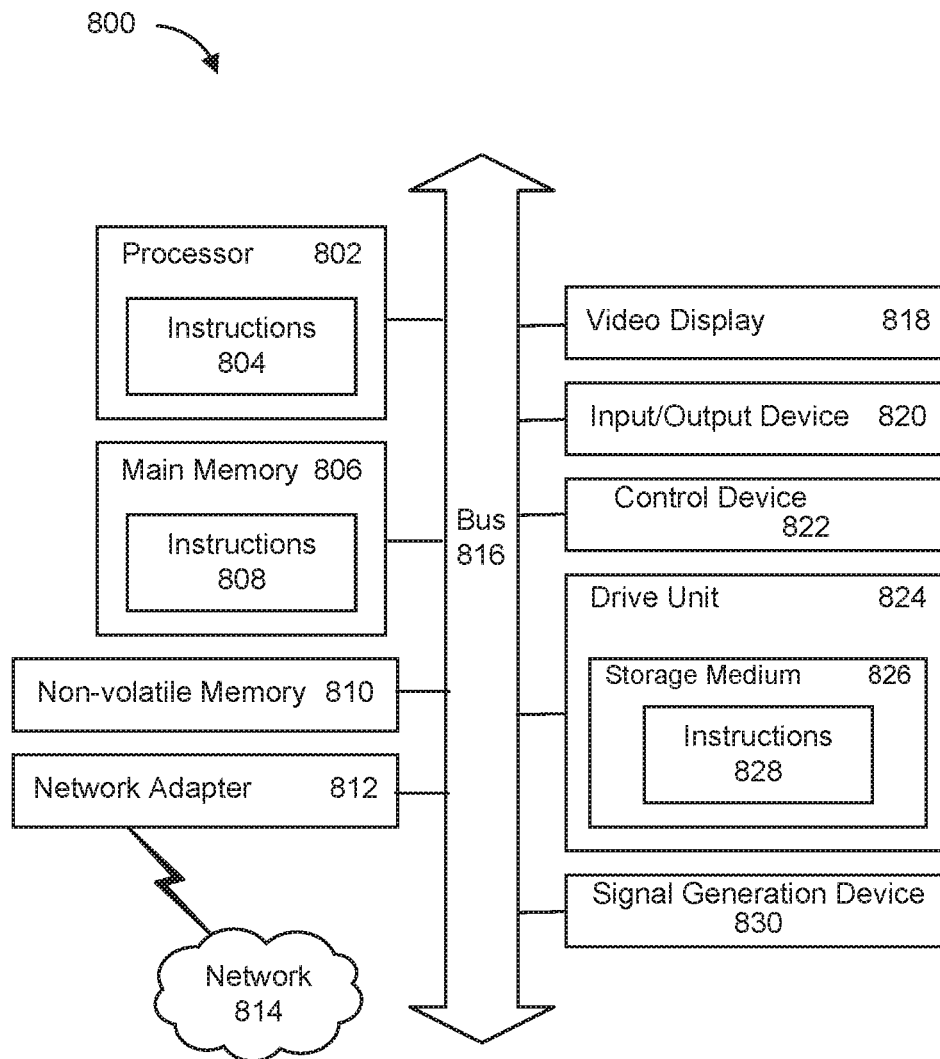 800
Processor 802
Instructions
804
Main Memory 806
Instructions
808
Non-volatile Memory 810
Network Adapter 812
Network
814
Bus
816
Video Display 818
Input/Output Device 820
Control Device
822
Drive Unit 824
Storage Medium 826
Instructions
828
Signal Generation Device
830